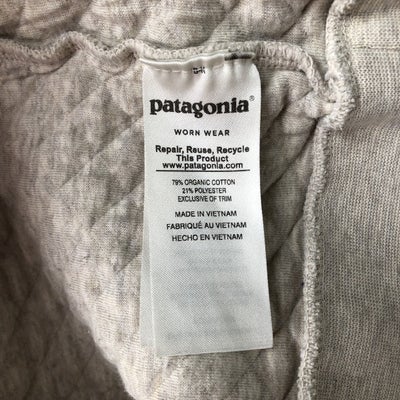 patagonia®
WORN WEAR
Repair, Reuse, Recycle
This Product
www.patagonia.com
79% ORGANIC COTTON
21% POLYESTER
EXCLUSIVE OF TRIM
MADE IN VIETNAM
FABRIQUÉ AU VIETNAM
HECHO EN VIETNAM